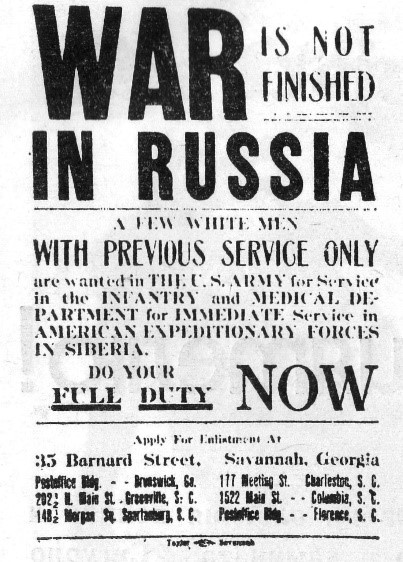 WAR IS NOT
FINISHED
IN RUSSIA
A FEW WHITE MEN
WITH PREVIOUS SERVICE ONLY
are wanted in THE U. S. ARMY for Service
in the INFANTRY and MEDICAL DE-
PARTMENT for IMMEDIATE Service in
AMERICAN EXPEDITIONARY FORCES
IN SIBERIA.
DO YOUR
FULL DUTY NOW
Apply For Enlistment At
35 Barnard Street, Savannah, Georgia
Postoffice Bldg. - - Brunswick, Ga. 177 Meeting St. Charleston, S. C.
202½ N. Main St. Greenville, S. C. 1522 Main St. - - Columbia, S. C.
148½ Morgan Sq. Spartanburg, S. C. Postoffice Bldg. - Florence, S. C.
Taylor Savannah